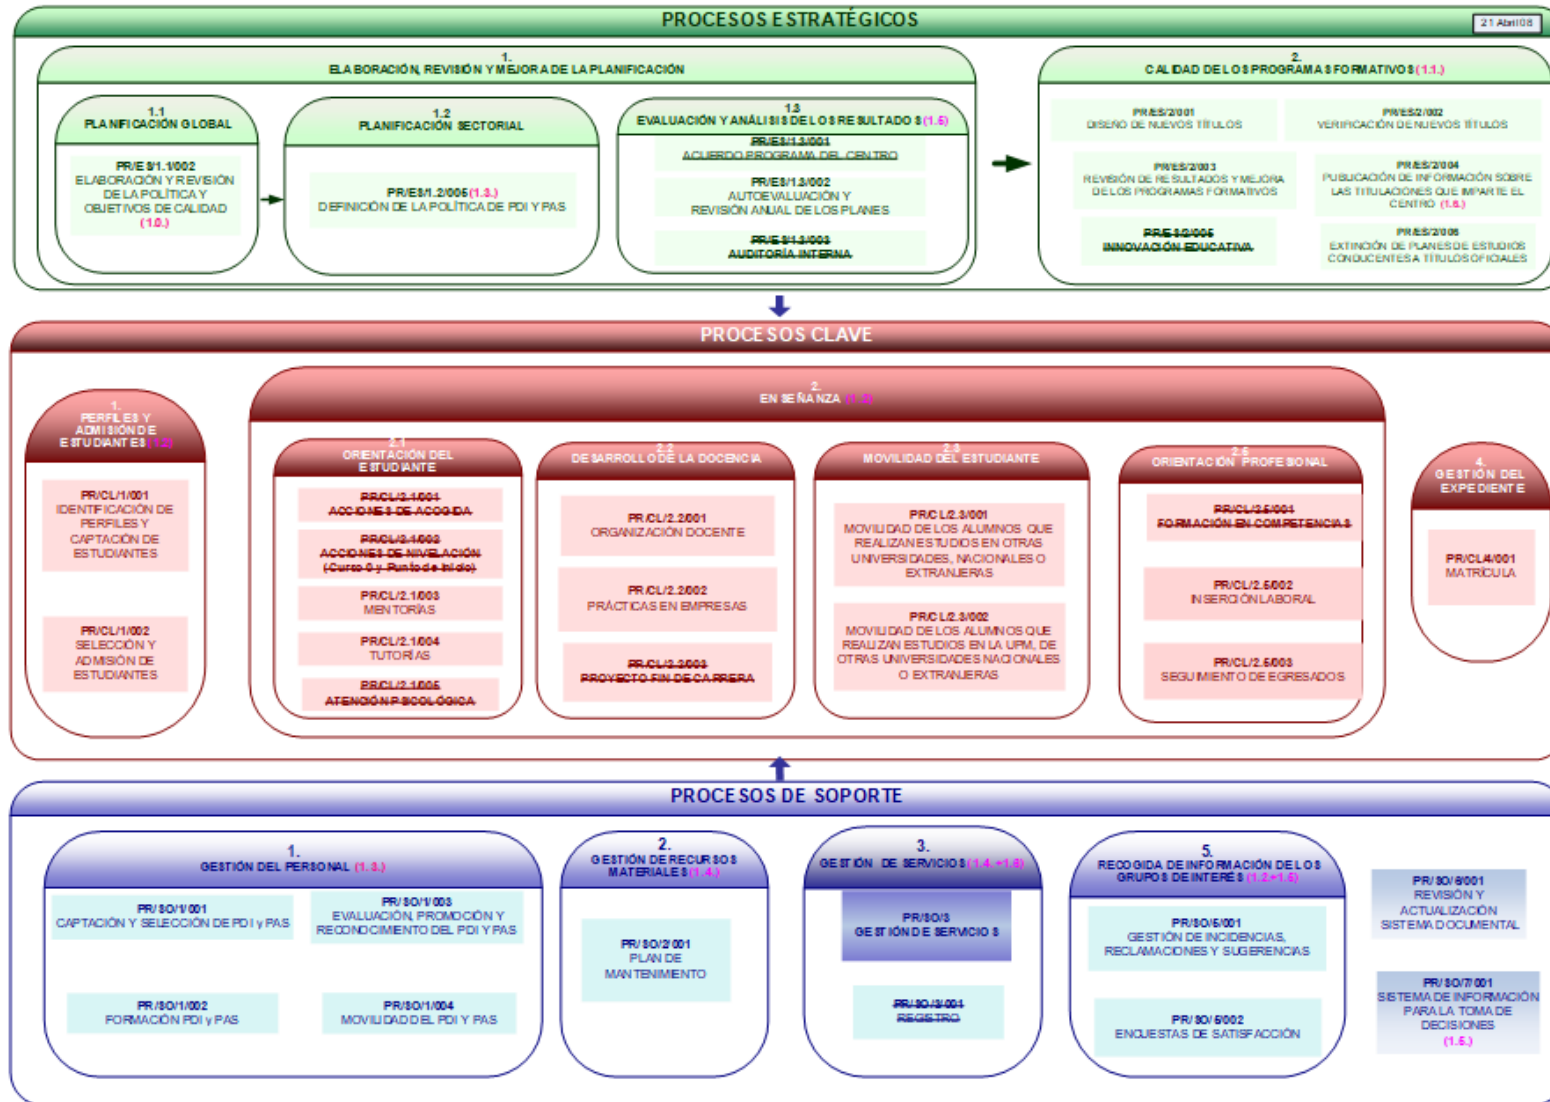 PROCESOS ESTRATÉGICOS
21 Abril 08
1.
ELABORACIÓN, REVISIÓN Y MEJORA DE LA PLANIFICACIÓN
1.1
PLANIFICACIÓN GLOBAL
PR/ES/1.1/002
ELABORACIÓN Y REVISIÓN
DE LA POLÍTICA Y
OBJETIVOS DE CALIDAD
(1.0.)
1.2
PLANIFICACIÓN SECTORIAL
PR/ES/1.2/005 (1.3.)
DEFINICIÓN DE LA POLÍTICA DE PDI Y PAS
1.3
EVALUACIÓN Y ANÁLISIS DE LOS RESULTADOS (1.5)
PR/ES/1.3/001
ACUERDO PROGRAMA DEL CENTRO
PR/ES/1.3/002
AUTOEVALUACIÓN Y
REVISIÓN ANUAL DE LOS PLANES
PR/ES/1.3/003
AUDITORÍA INTERNA
2.
CALIDAD DE LOS PROGRAMAS FORMATIVOS (1.1.)
PR/ES/2/001
DISEÑO DE NUEVOS TÍTULOS
PR/ES/2/002
VERIFICACIÓN DE NUEVOS TÍTULOS
PR/ES/2/003
REVISIÓN DE RESULTADOS Y MEJORA
DE LOS PROGRAMAS FORMATIVOS
PR/ES/2/004
PUBLICACIÓN DE INFORMACIÓN SOBRE
LAS TITULACIONES QUE IMPARTE EL
CENTRO (1.6.)
PR/ES/2/005
INNOVACIÓN EDUCATIVA
PR/ES/2/006
EXTINCIÓN DE PLANES DE ESTUDIOS
CONDUCENTES A TÍTULOS OFICIALES
PROCESOS CLAVE
1.
PERFILES Y
ADMISIÓN DE
ESTUDIANTES (1.2)
PR/CL/1/001
IDENTIFICACIÓN DE
PERFILES Y
CAPTACIÓN DE
ESTUDIANTES
PR/CL/1/002
SELECCIÓN Y
ADMISIÓN DE
ESTUDIANTES
2.
ENSEÑANZA (1.2)
2.1
ORIENTACIÓN DEL
ESTUDIANTE
PR/CL/2.1/001
ACCIONES DE ACOGIDA
PR/CL/2.1/002
ACCIONES DE NIVELACIÓN
(Curso 0 y Punto de Inicio)
PR/CL/2.1/003
MENTORÍAS
PR/CL/2.1/004
TUTORÍAS
PR/CL/2.1/005
ATENCIÓN PSICOLÓGICA
2.2
DESARROLLO DE LA DOCENCIA
PR/CL/2.2/001
ORGANIZACIÓN DOCENTE
PR/CL/2.2/002
PRÁCTICAS EN EMPRESAS
PR/CL/2.2/003
PROYECTO FIN DE CARRERA
2.3
MOVILIDAD DEL ESTUDIANTE
PR/CL/2.3/001
MOVILIDAD DE LOS ALUMNOS QUE
REALIZAN ESTUDIOS EN OTRAS
UNIVERSIDADES, NACIONALES O
EXTRANJERAS
PR/CL/2.3/002
MOVILIDAD DE LOS ALUMNOS QUE
REALIZAN ESTUDIOS EN LA UPM, DE
OTRAS UNIVERSIDADES NACIONALES
O EXTRANJERAS
2.5
ORIENTACIÓN PROFESIONAL
PR/CL/2.5/001
FORMACIÓN EN COMPETENCIAS
PR/CL/2.5/002
INSERCIÓN LABORAL
PR/CL/2.5/003
SEGUIMIENTO DE EGRESADOS
4.
GESTIÓN DEL
EXPEDIENTE
PR/CL/4/001
MATRÍCULA
PROCESOS DE SOPORTE
1.
GESTIÓN DEL PERSONAL (1.3.)
PR/SO/1/001
CAPTACIÓN Y SELECCIÓN DE PDI y PAS
PR/SO/1/003
EVALUACIÓN, PROMOCIÓN Y
RECONOCIMIENTO DEL PDI Y PAS
PR/SO/1/002
FORMACIÓN PDI y PAS
PR/SO/1/004
MOVILIDAD DEL PDI Y PAS
2.
GESTIÓN DE RECURSOS
MATERIALES (1.4.)
PR/SO/2/001
PLAN DE
MANTENIMIENTO
3.
GESTIÓN DE SERVICIOS (1.4.+1.6)
PR/SO/3
GESTIÓN DE SERVICIOS
PR/SO/3/001
REGISTRO
5.
RECOGIDA DE INFORMACIÓN DE LOS
GRUPOS DE INTERÉS (1.2.+1.5)
PR/SO/5/001
GESTIÓN DE INCIDENCIAS,
RECLAMACIONES Y SUGERENCIAS
PR/SO/5/002
ENCUESTAS DE SATISFACCIÓN
PR/SO/6/001
REVISIÓN Y
ACTUALIZACIÓN
SISTEMA DOCUMENTAL
PR/SO/7/001
SISTEMA DE INFORMACIÓN
PARA LA TOMA DE
DECISIONES
(1.5.)